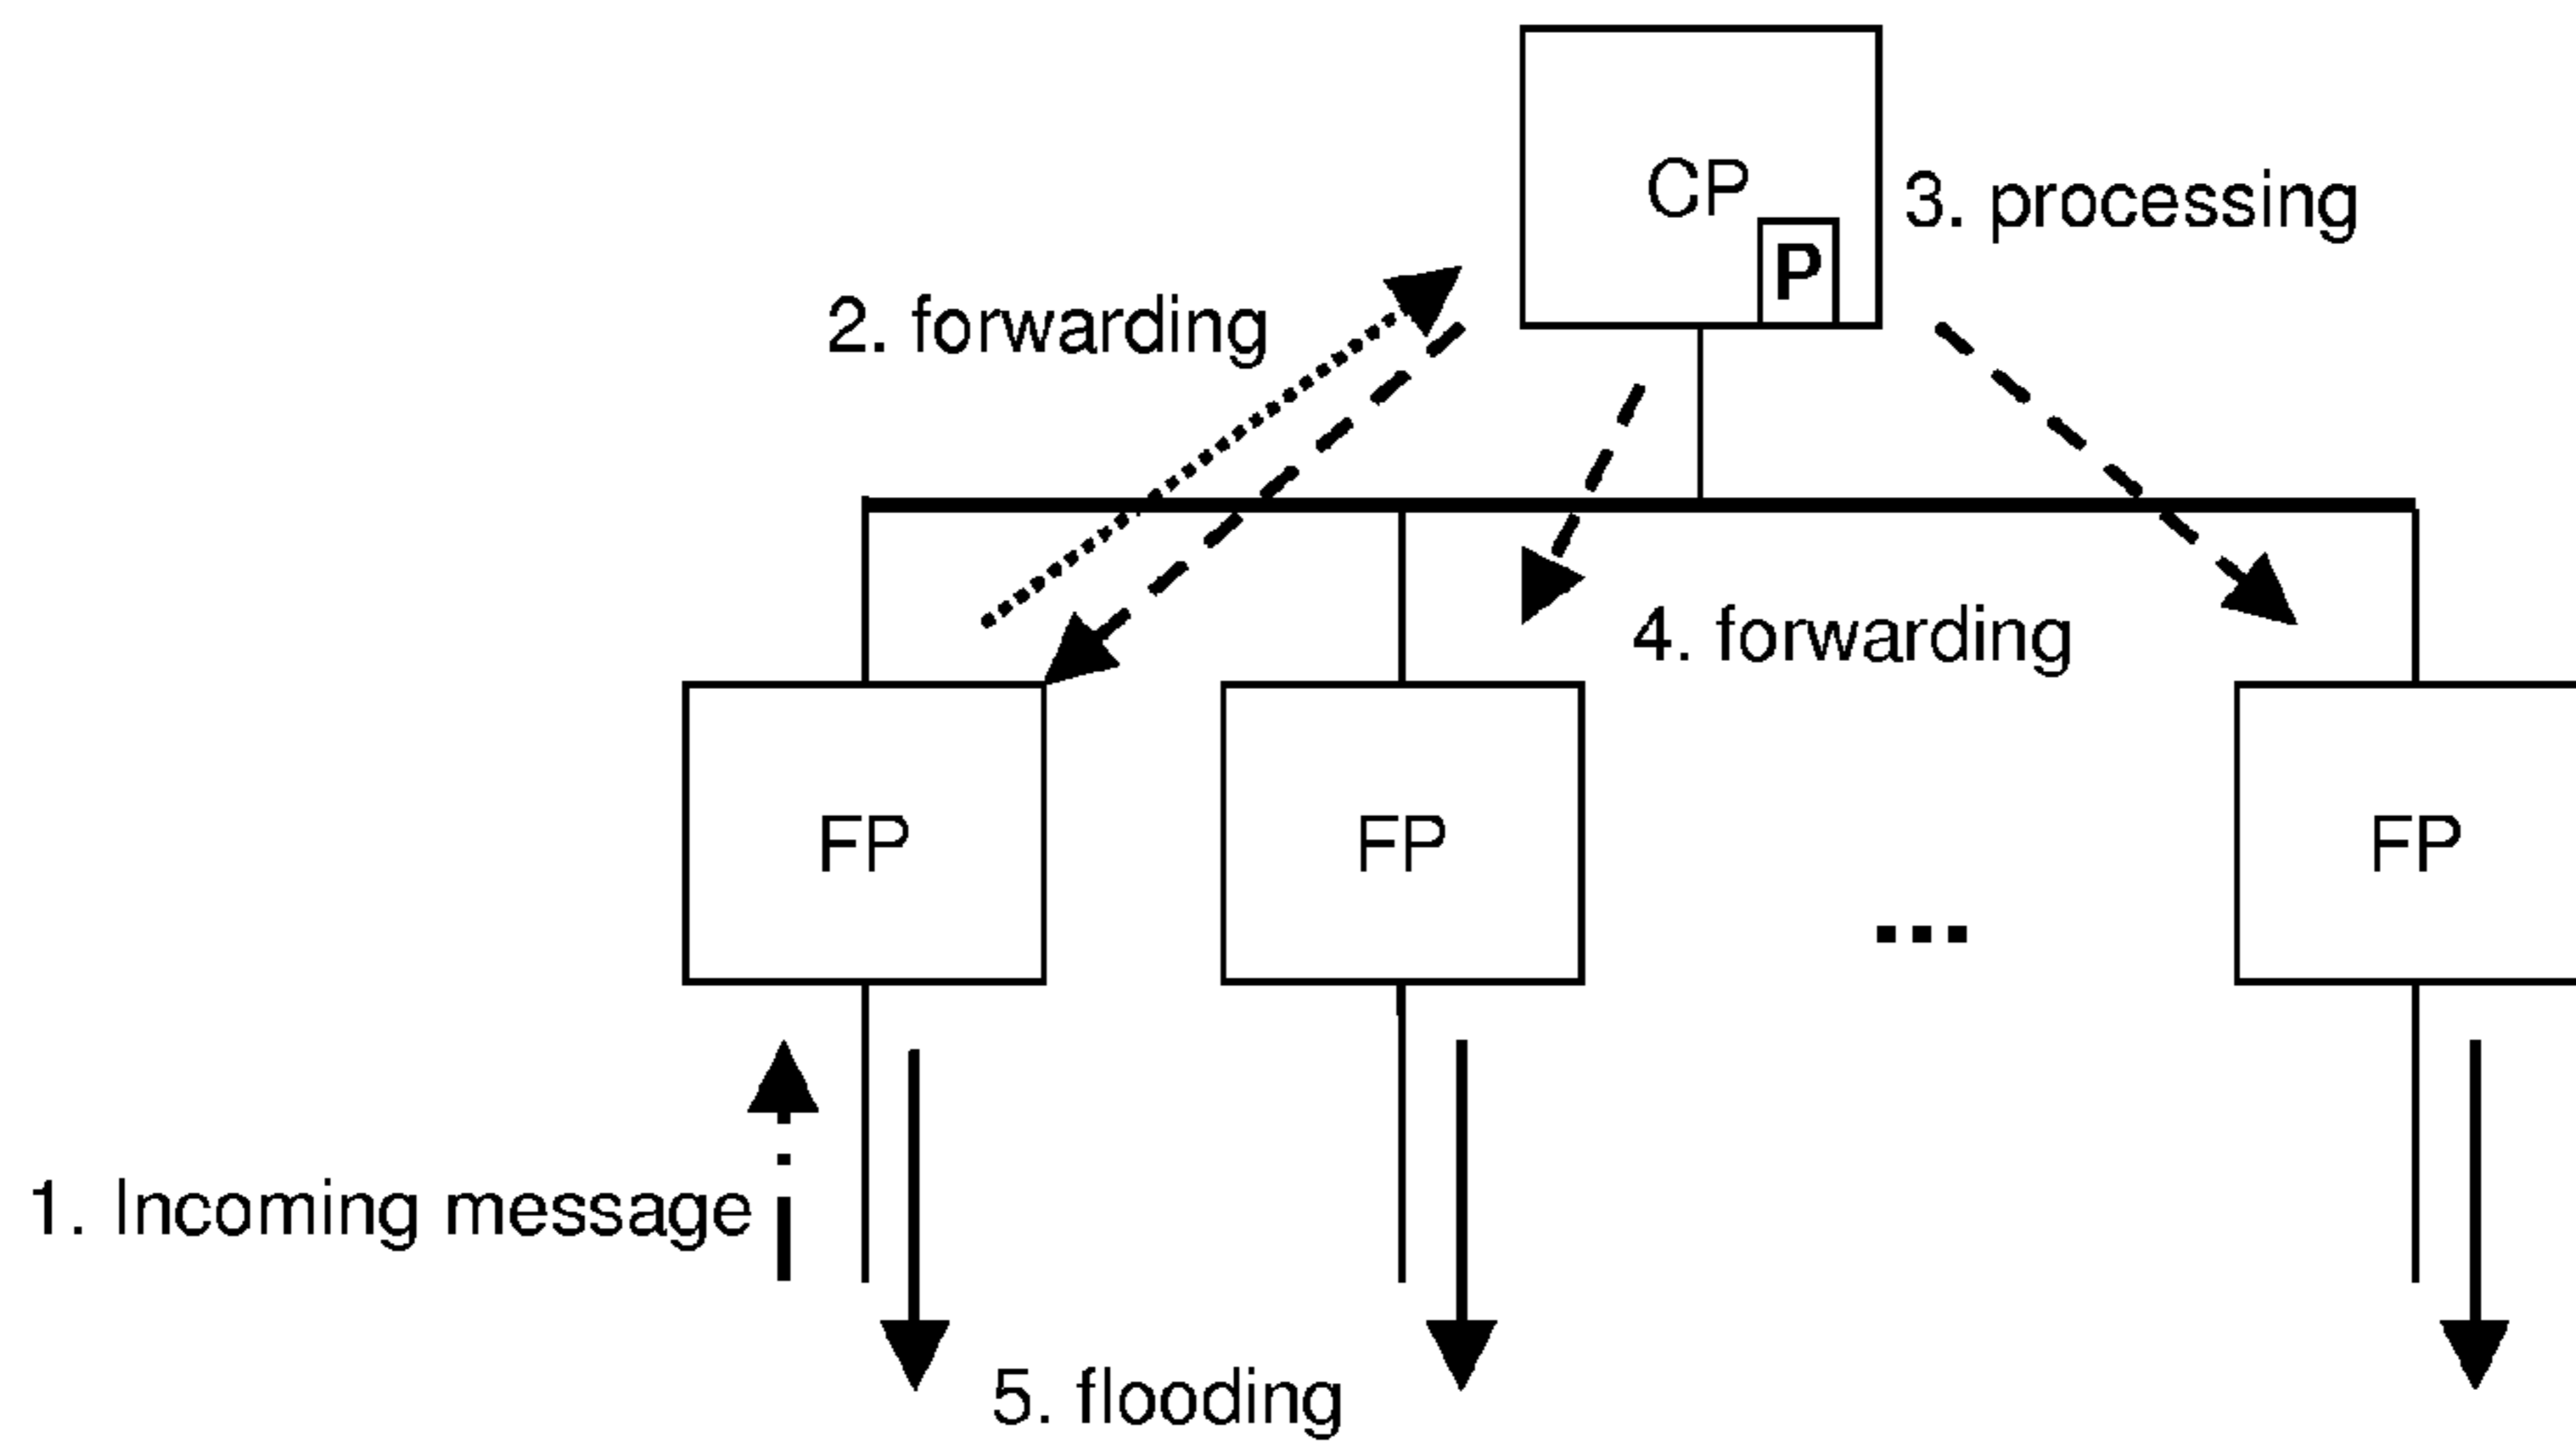 CP
3. processing
P
2. forwarding
4. forwarding
FP
FP
FP
...
1. Incoming message
5. flooding